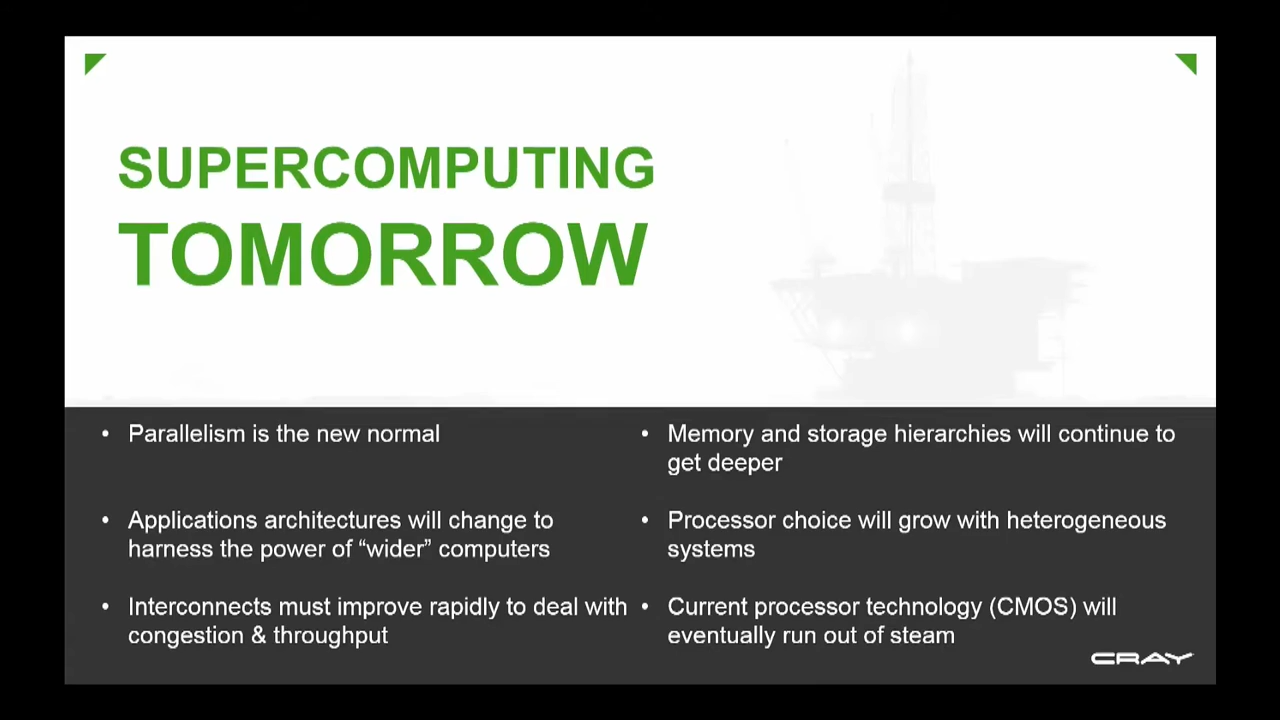 SUPERCOMPUTING
TOMORROW
• Parallelism is the new normal
• Applications architectures will change to
harness the power of “wider” computers
• Interconnects must improve rapidly to deal with
congestion & throughput
• Memory and storage hierarchies will continue to
get deeper
• Processor choice will grow with heterogeneous
systems
• Current processor technology (CMOS) will
eventually run out of steam
CRAY